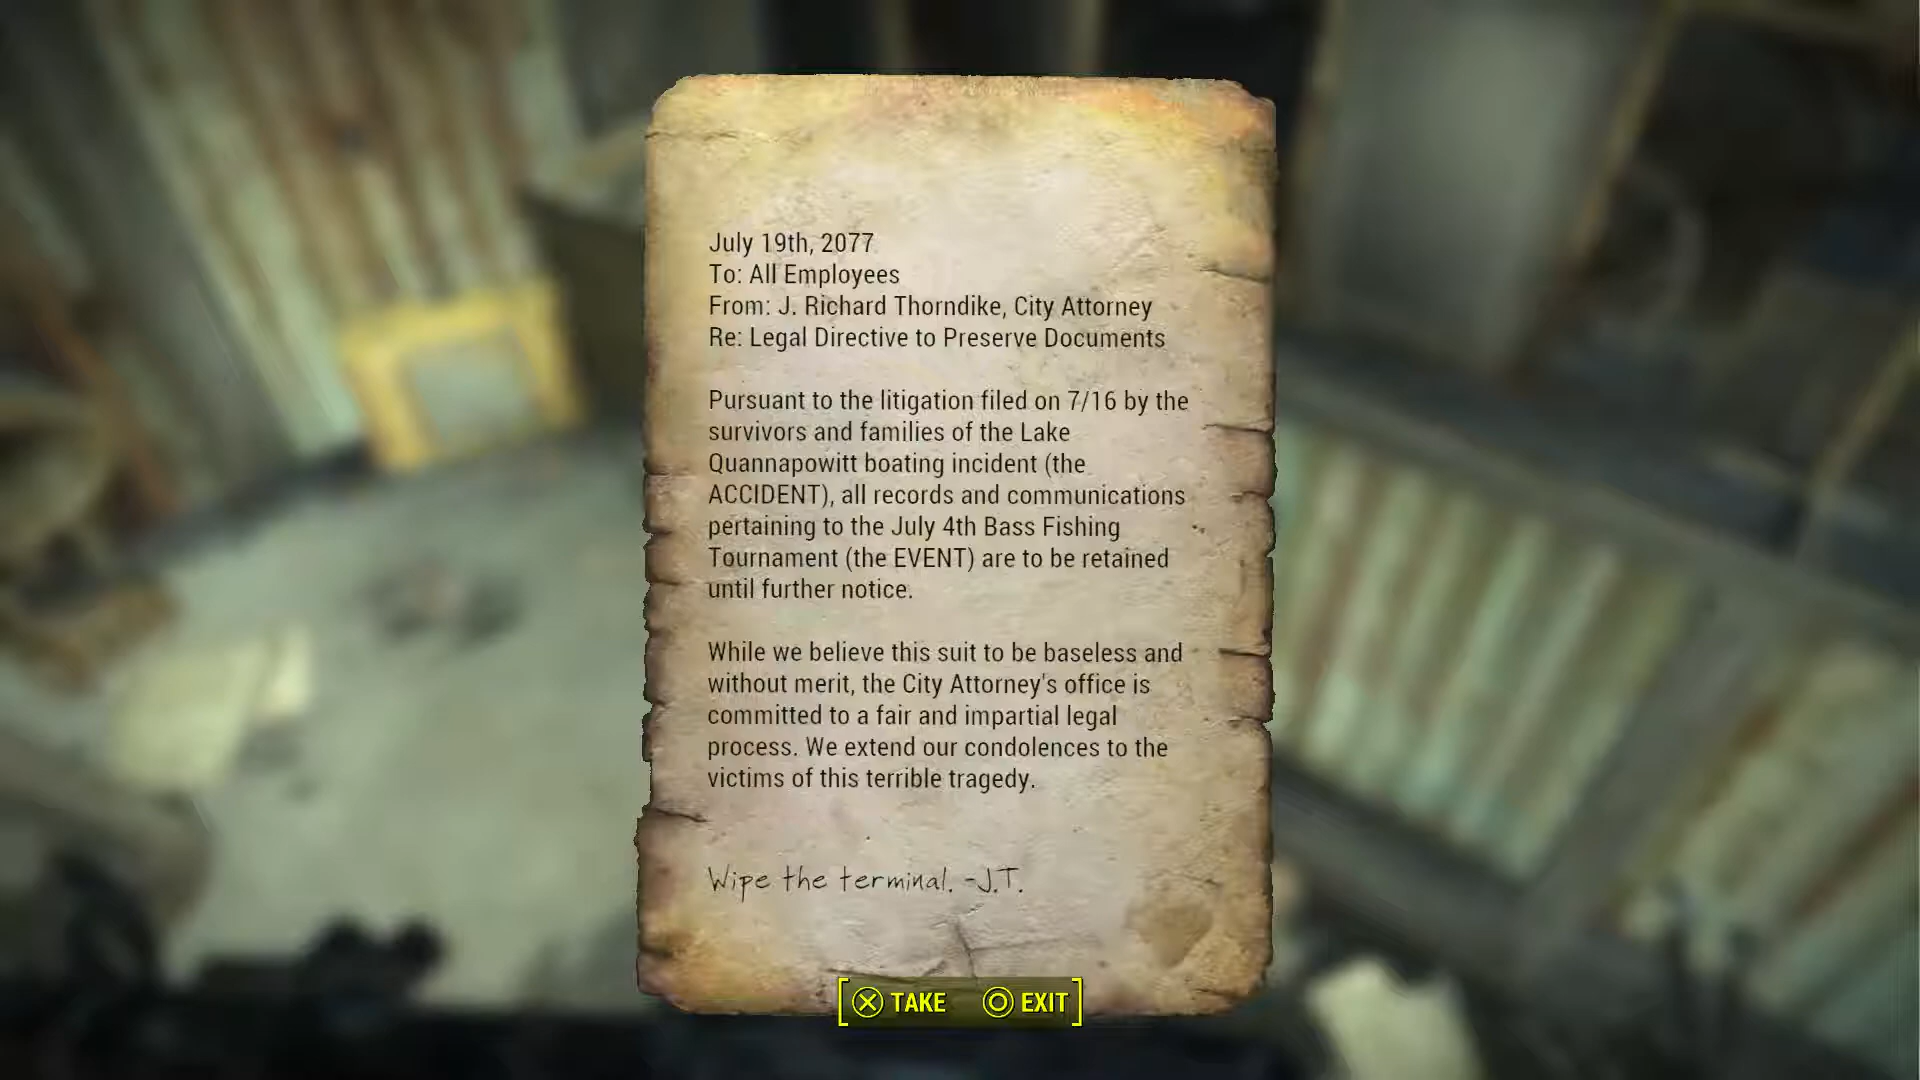 July 19th, 2077
To: All Employees
From: J. Richard Thorndike, City Attorney
Re: Legal Directive to Preserve Documents
Pursuant to the litigation filed on 7/16 by the
survivors and families of the Lake
Quannapowitt boating incident (the
ACCIDENT), all records and communications
pertaining to the July 4th Bass Fishing
Tournament (the EVENT) are to be retained
until further notice.
While we believe this suit to be baseless and
without merit, the City Attorney's office is
committed to a fair and impartial legal
process. We extend our condolences to the
victims of this terrible tragedy.
Wipe the terminal. -J.T.
TAKE EXIT